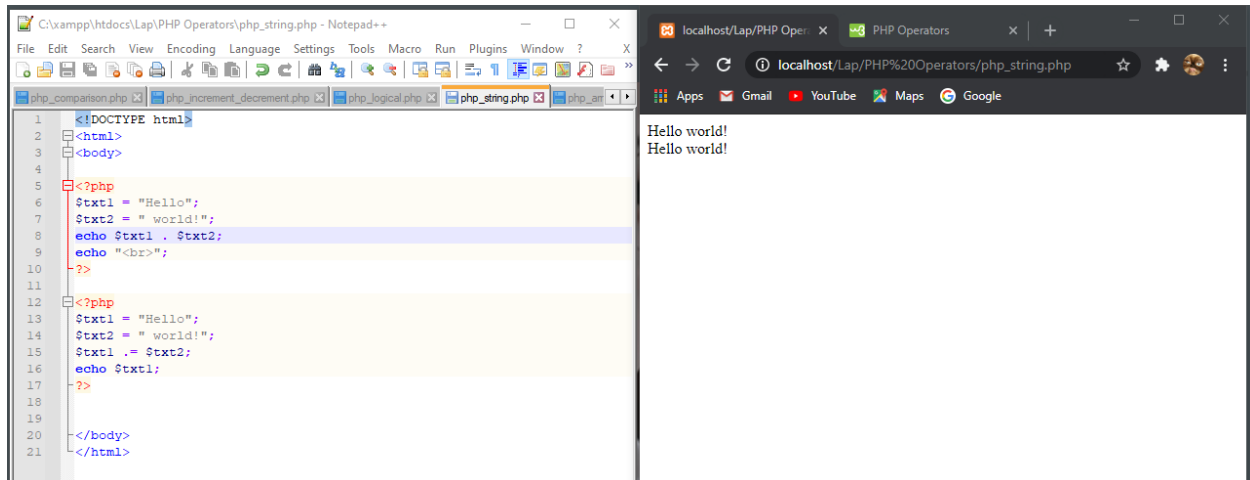 C:\xampp\htdocs\Lap\PHP Operators\php_string.php - Notepad++
File Edit Search View Encoding Language Settings Tools Macro Run Plugins Window ? X
php_comparison.php php_increment_decrement.php php_logical.php php_string.php php_arr
1 <!DOCTYPE html>
2 <html>
3 <body>
4
5 <?php
6 $txt1 = "Hello";
7 $txt2 = " world!";
8 echo $txt1 . $txt2;
9 echo "<br>";
10 ?>
11
12 <?php
13 $txt1 = "Hello";
14 $txt2 = " world!";
15 $txt1 .= $txt2;
16 echo $txt1;
17 ?>
18
19
20 </body>
21 </html>
localhost/Lap/PHP Oper PHP Operators
localhost/Lap/PHP%20Operators/php_string.php
Apps Gmail YouTube Maps Google
Hello world!
Hello world!